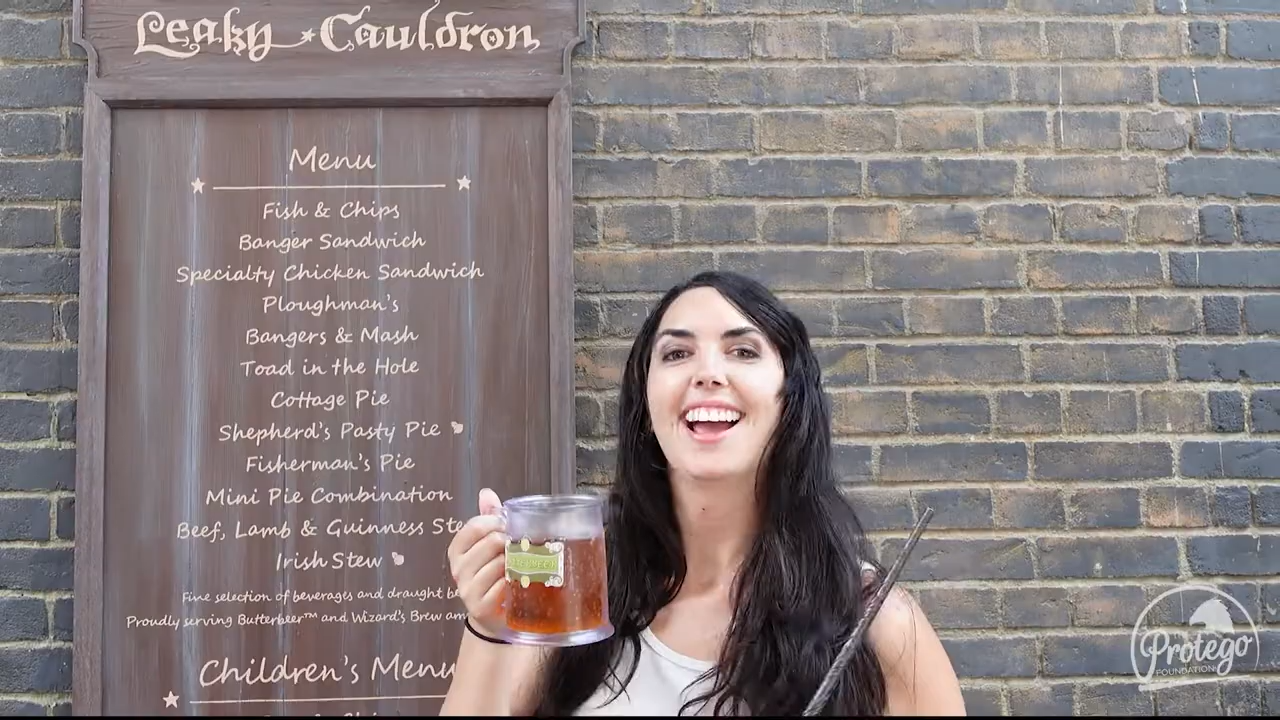 Leaky Cauldron
Menu
Fish & Chips
Banger Sandwich
Specialty Chicken Sandwich
Ploughman's
Bangers & Mash
Toad in the Hole
Cottage Pie
Shepherd's Pasty Pie
Fisherman's Pie
Mini Pie Combination
Beef, Lamb & Guinness Ste
Irish Stew
Fine selection of beverages and draught be
Proudly serving Butterbeer™ and Wizard's Brew am
Children's Menu
Protego
FOUNDATION